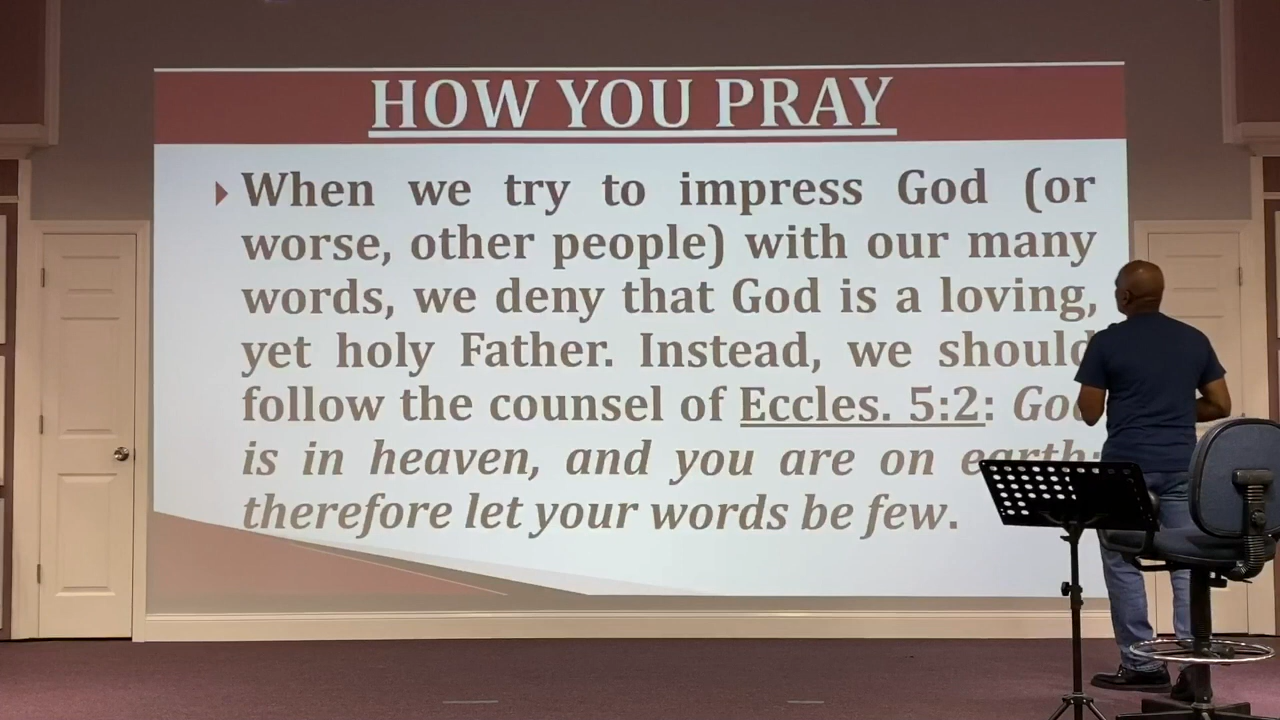 HOW YOU PRAY
When we try to impress God (or
worse, other people) with our many
words, we deny that God is a loving,
yet holy Father. Instead, we should
follow the counsel of Eccles. 5:2: God
is in heaven, and you are on earth;
therefore let your words be few.